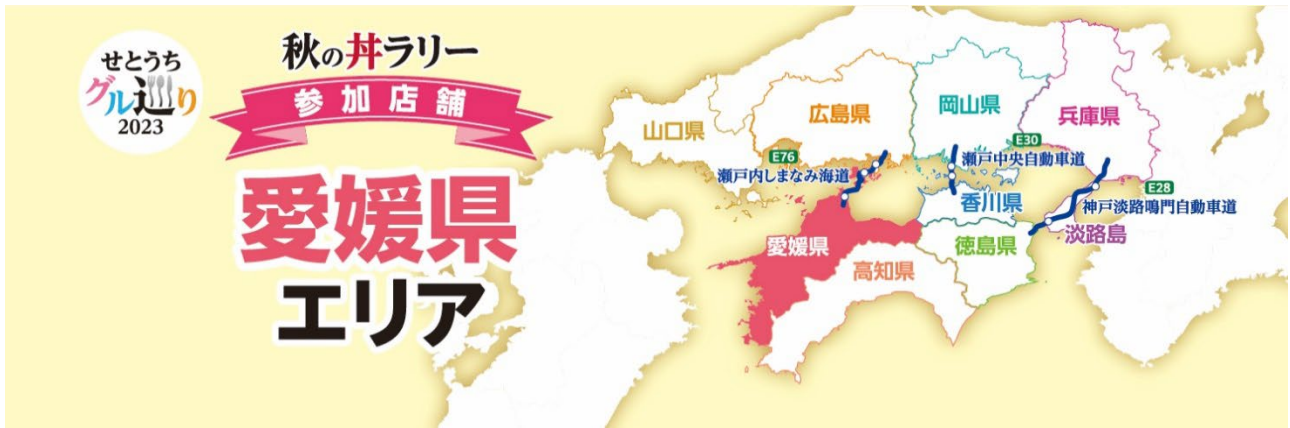 せとうち
グル巡り
2023
秋の丼ラリー
参加店舗
愛媛県
エリア
山口県
広島県
岡山県
兵庫県
E76
瀬戸内しまなみ海道
E30
瀬戸中央自動車道
E28
神戸淡路鳴門自動車道
香川県
淡路島
愛媛県
徳島県
高知県